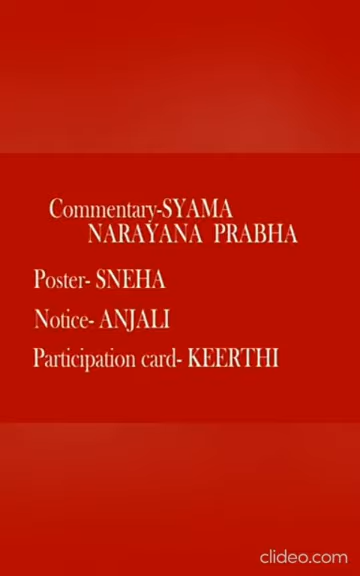 Commentary-SYAMA
NARAYANA PRABHA
Poster- SNEHA
Notice- ANJALI
Participation card- KEERTHI
clideo.com